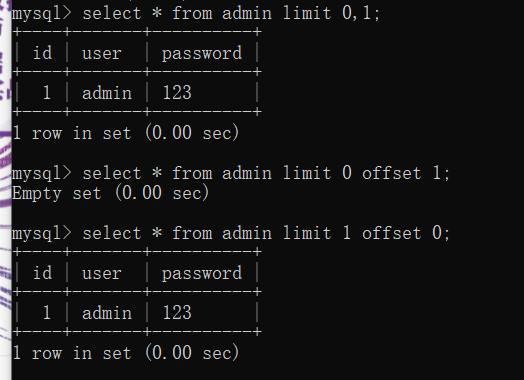 mysql> select * from admin limit 0,1;
+----+-------+----------+
| id | user  | password |
+----+-------+----------+
|  1 | admin | 123      |
+----+-------+----------+
1 row in set (0.00 sec)
mysql> select * from admin limit 0 offset 1;
Empty set (0.00 sec)
mysql> select * from admin limit 1 offset 0;
+----+-------+----------+
| id | user  | password |
+----+-------+----------+
|  1 | admin | 123      |
+----+-------+----------+
1 row in set (0.00 sec)